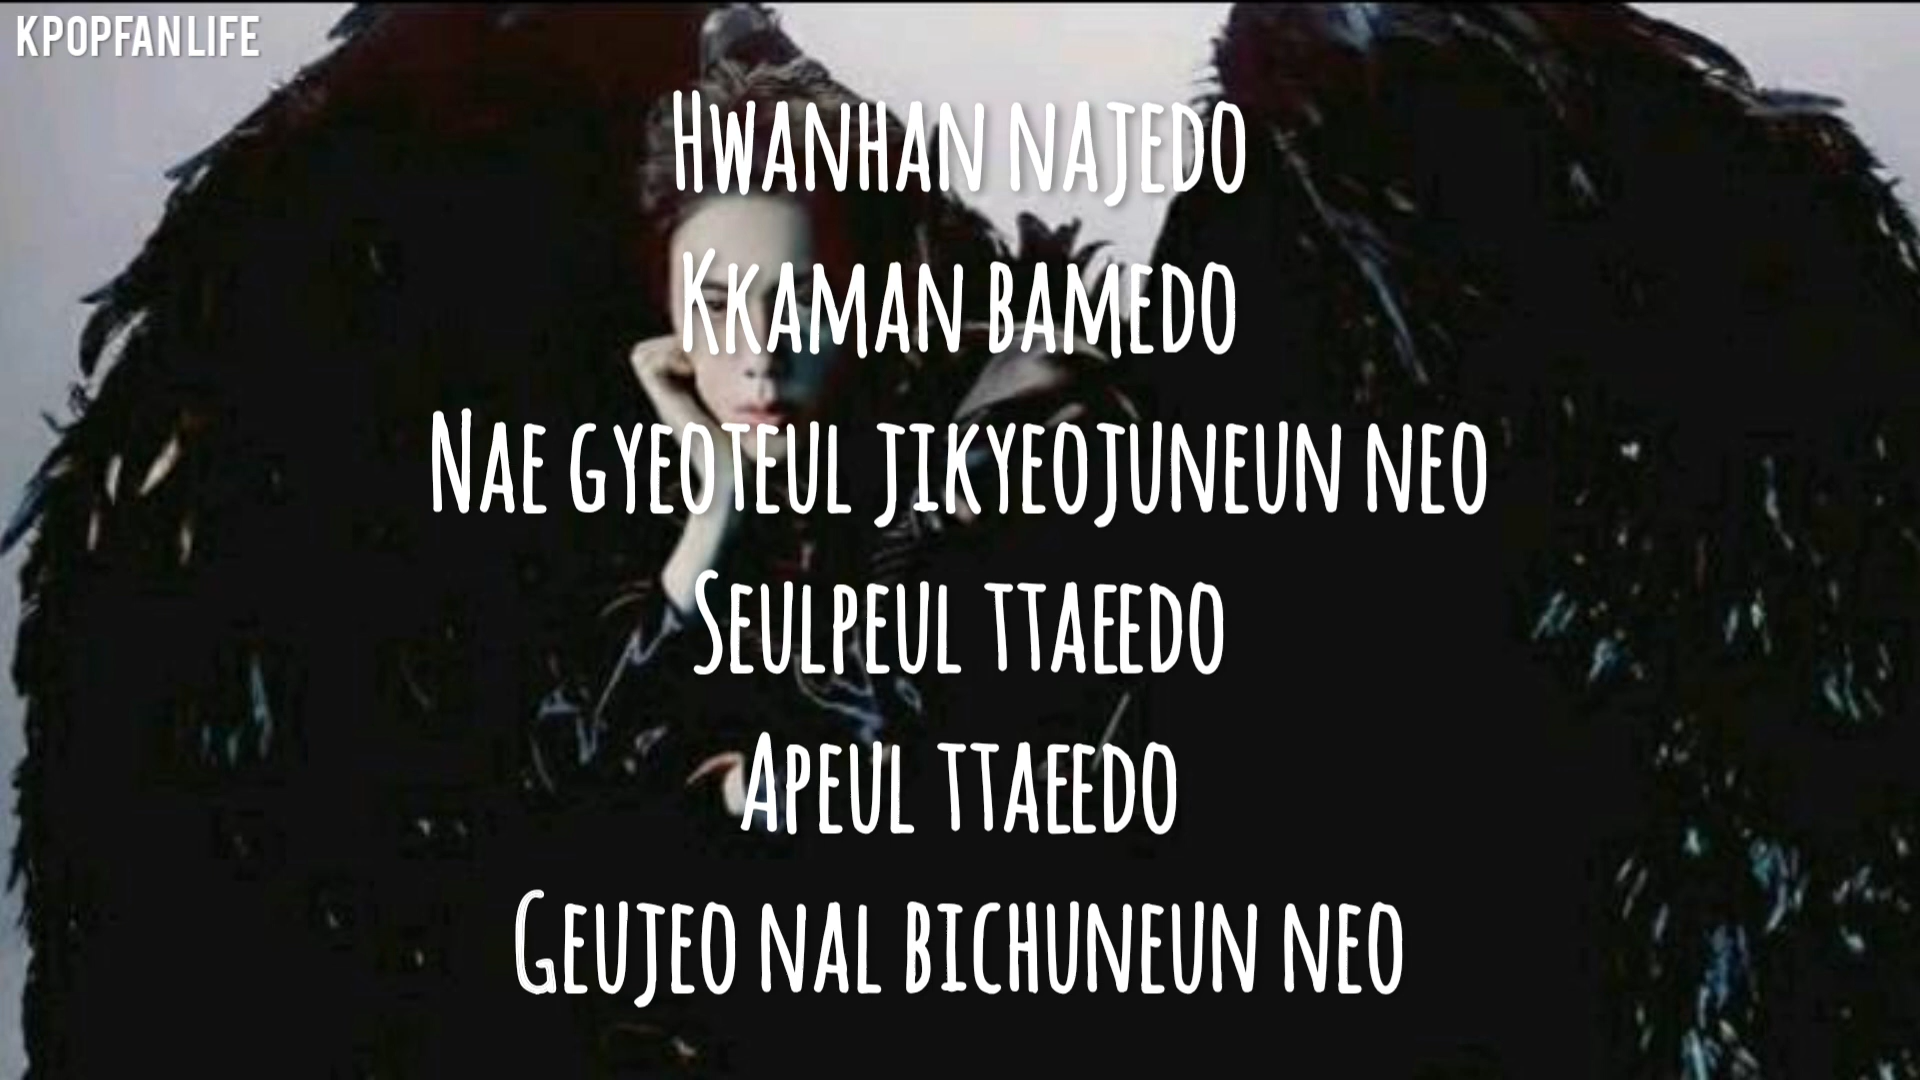 KPOPFANLIFE
Hwanhan najedo
Kkaman bamedo
Nae gyeoteul jikyeojuneun neo
Seulpeul ttaeedo
Apeul ttaeedo
Geujeo nal bichuneun neo